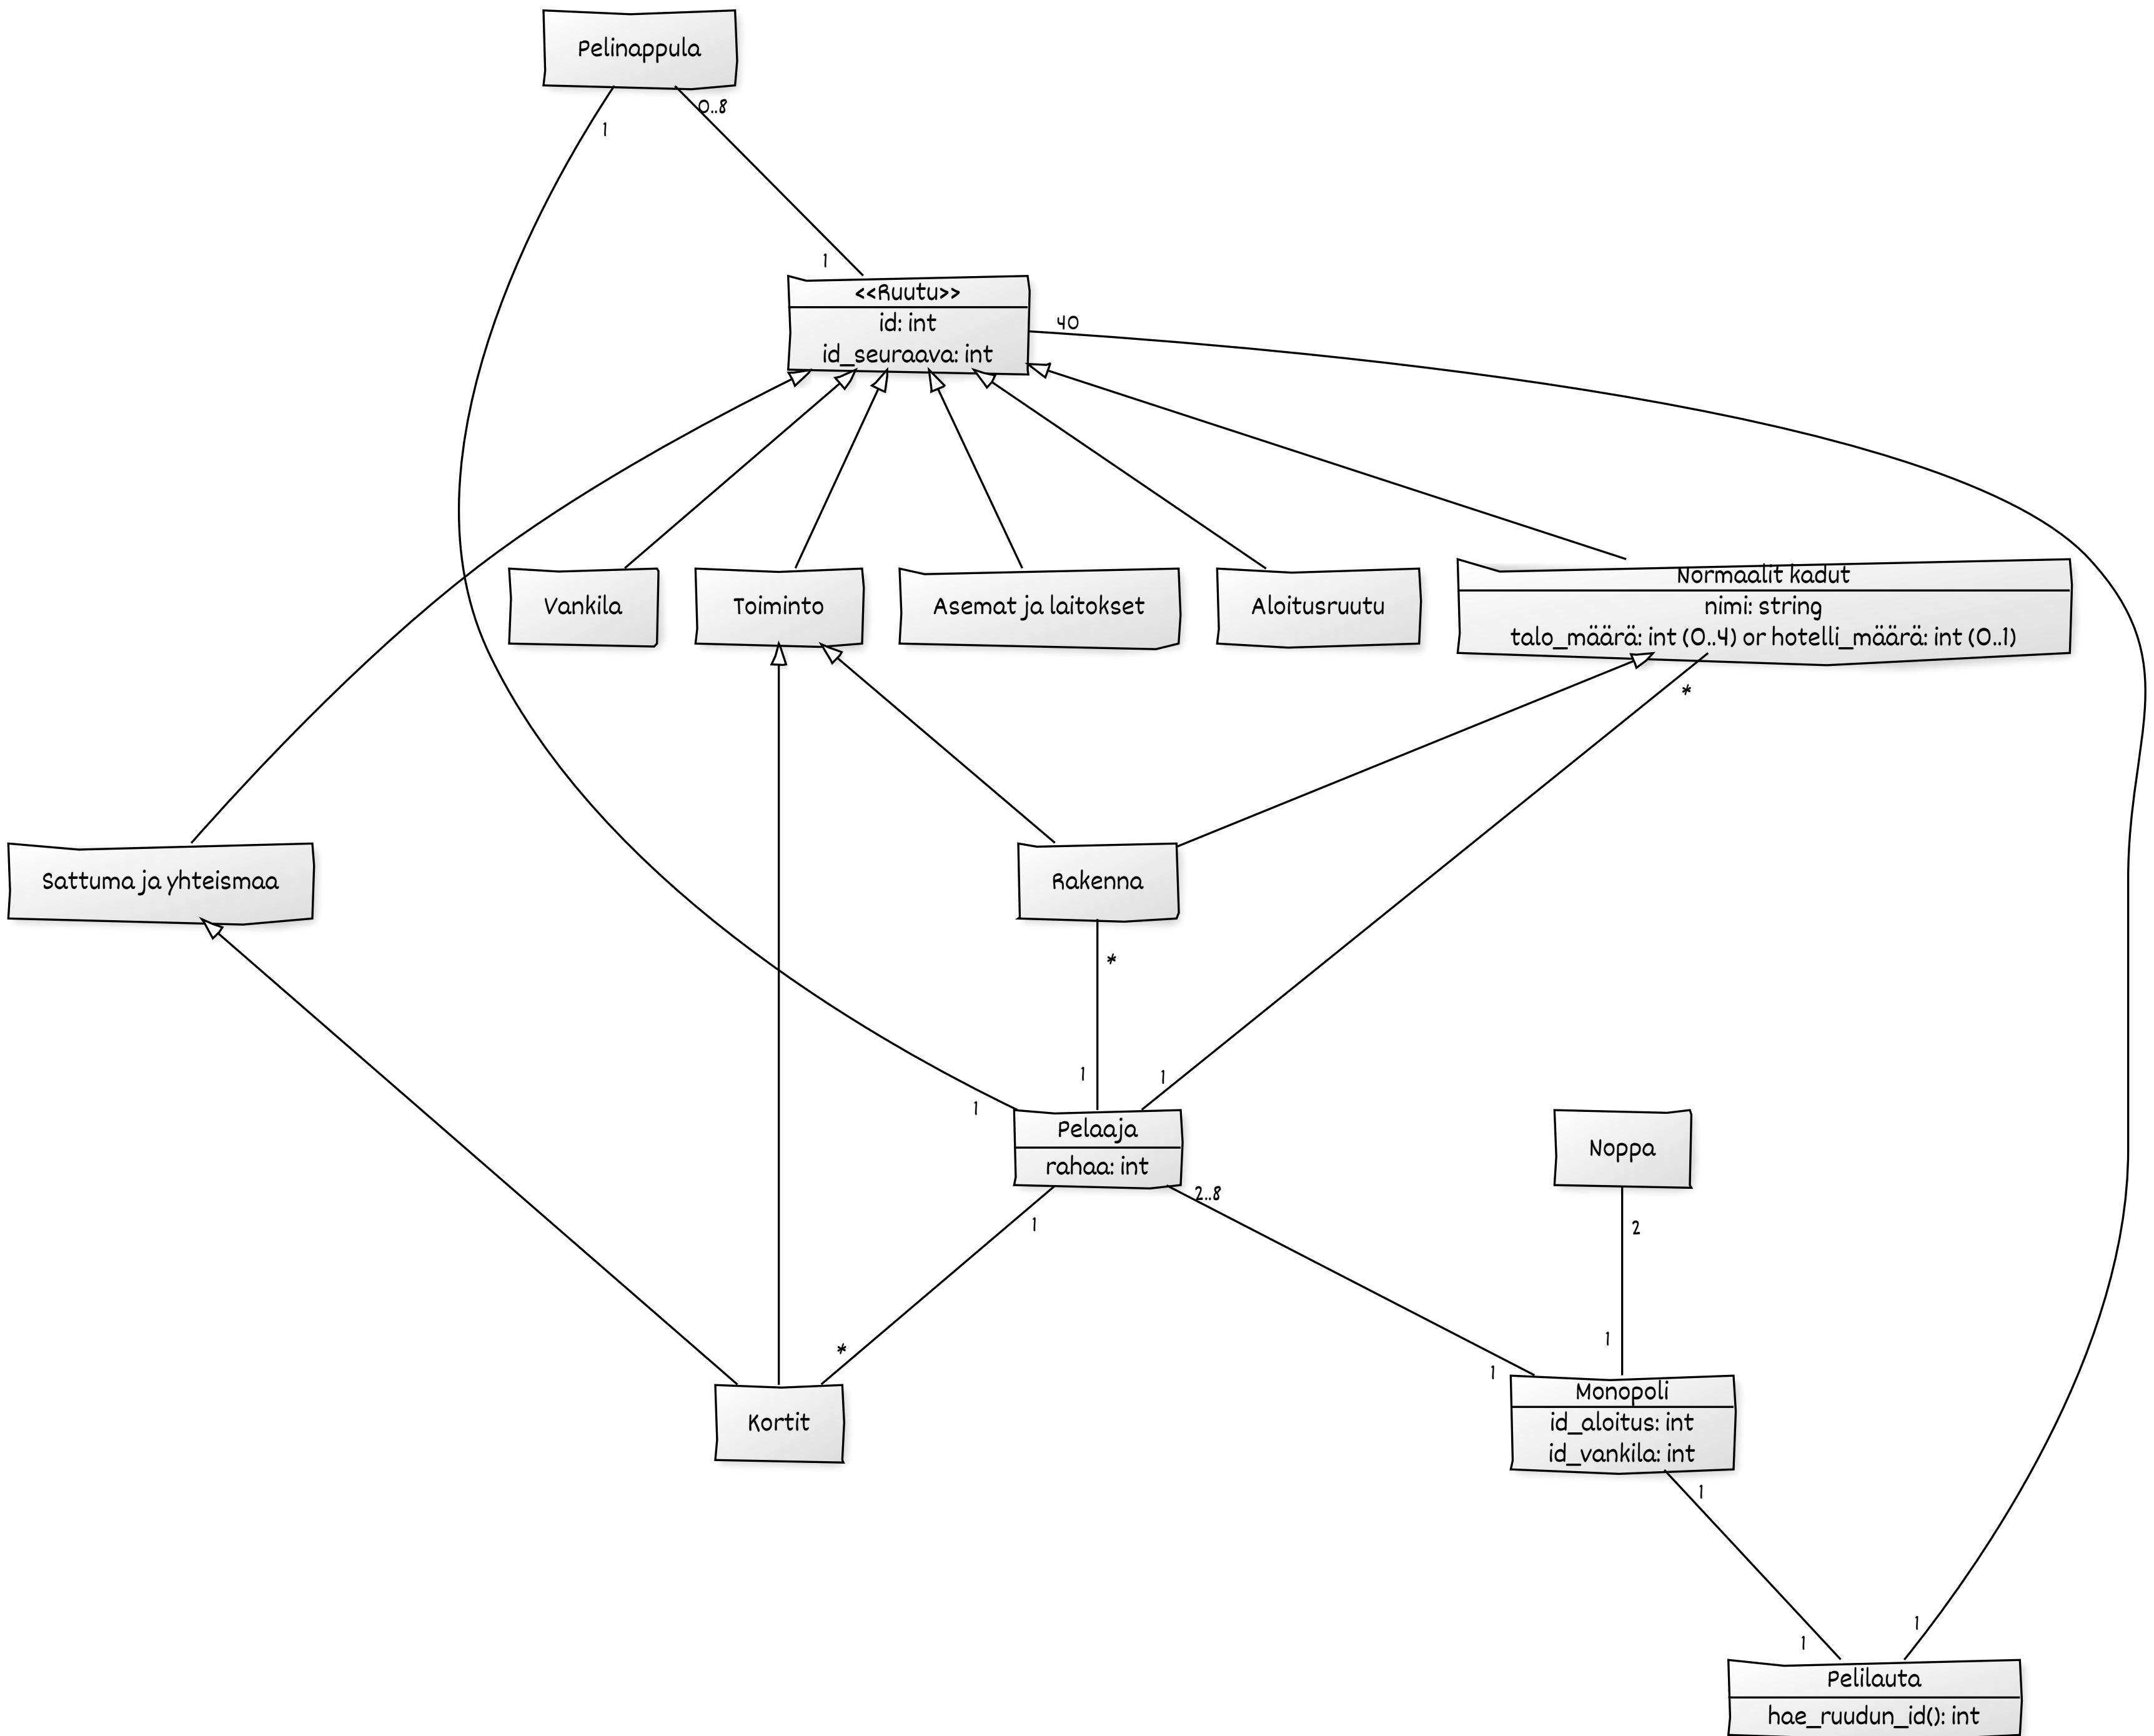 Pelinappula
0..8
1
1
<<Ruutu>>
id: int
id_seuraava: int
40
Vankila
Toiminto
Asemat ja laitokset
Aloitusruutu
Normaalit kadut
nimi: string
talo_määrä: int (0..4) or hotelli_määrä: int (0..1)
*
Sattuma ja yhteismaa
Rakenna
*
1
1
1
Pelaaja
rahaa: int
Noppa
2..8
1
2
*
1
1
Kortit
Monopoli
id_aloitus: int
id_vankila: int
1
1
1
Pelilauta
hae_ruudun_id(): int